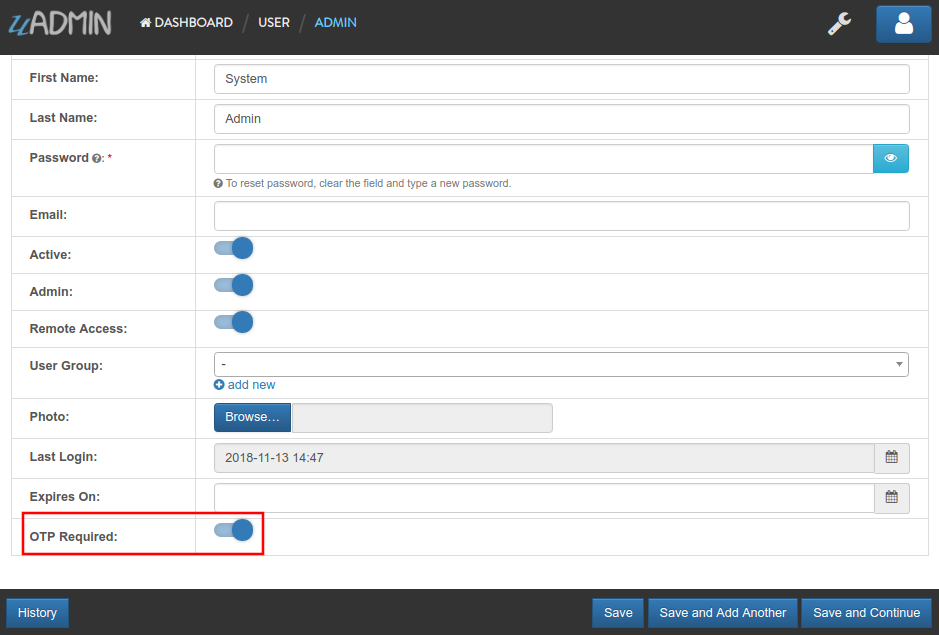 uADMIN DASHBOARD / USER / ADMIN
First Name: System
Last Name: Admin
Password ?: *
? To reset password, clear the field and type a new password.
Email:
Active:
Admin:
Remote Access:
User Group: -
add new
Photo: Browse...
Last Login: 2018-11-13 14:47
Expires On:
OTP Required:
History Save Save and Add Another Save and Continue